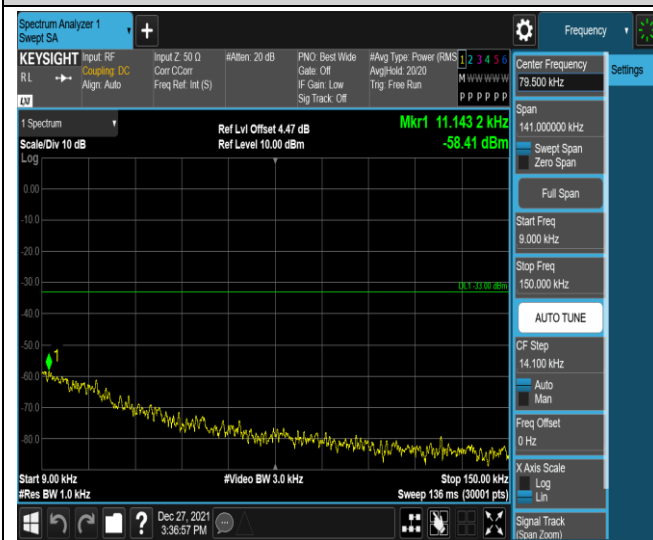 Spectrum Analyzer 1
Swept SA
+
Frequency
KEYSIGHT
RL
LXI
Input: RF
Coupling: DC
Align: Auto
Input Z: 50 Ω
Corr CCorr
Freq Ref: Int (S)
#Atten: 20 dB
PNO: Best Wide
Gate: Off
IF Gain: Low
Sig Track: Off
#Avg Type: Power (RMS
Avg|Hold: 20/20
Trig: Free Run
1 2 3 4 5 6
M W W W W W
P P P P P P
1 Spectrum
Scale/Div 10 dB
Log
Ref Lvl Offset 4.47 dB
Ref Level 10.00 dBm
Mkr1 11.143 2 kHz
-58.41 dBm
0.00
-10.0
-20.0
-30.0
DL1 -33.00 dBm
-50.0
1
-60.0
-70.0
-80.0
Start 9.00 kHz
#Res BW 1.0 kHz
#Video BW 3.0 kHz
Stop 150.00 kHz
Sweep 136 ms (30001 pts)
?
Dec 27, 2021
3:36:57 PM
Center Frequency
79.500 kHz
Settings
Span
141.000000 kHz
Swept Span
Zero Span
Full Span
Start Freq
9.000 kHz
Stop Freq
150.000 kHz
AUTO TUNE
CF Step
14.100 kHz
Auto
Man
Freq Offset
0 Hz
X Axis Scale
Log
Lin
Signal Track
(Span Zoom)